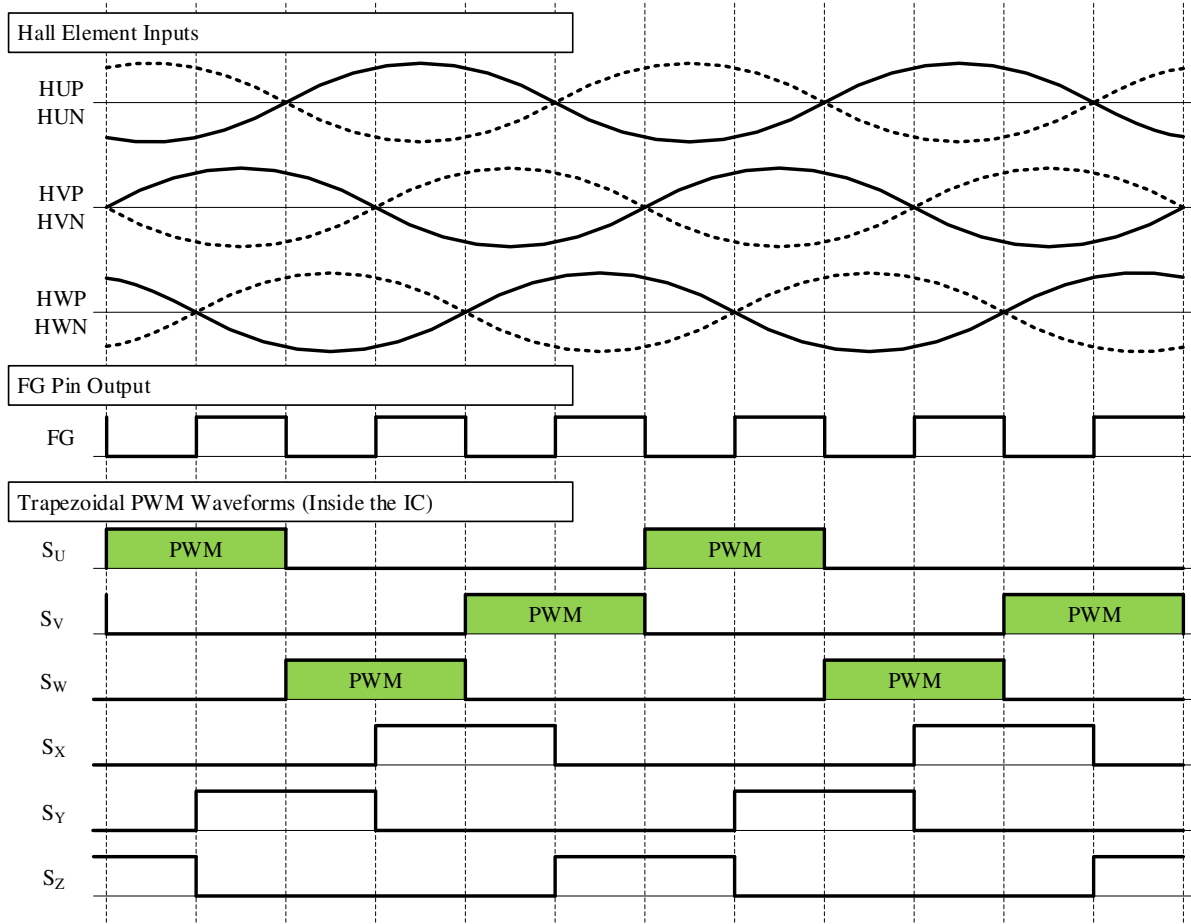 Hall Element Inputs
HUP
HUN
HVP
HVN
HWP
HWN
FG Pin Output
FG
Trapezoidal PWM Waveforms (Inside the IC)
SU PWM PWM
SV PWM PWM
SW PWM PWM
SX
SY
SZ